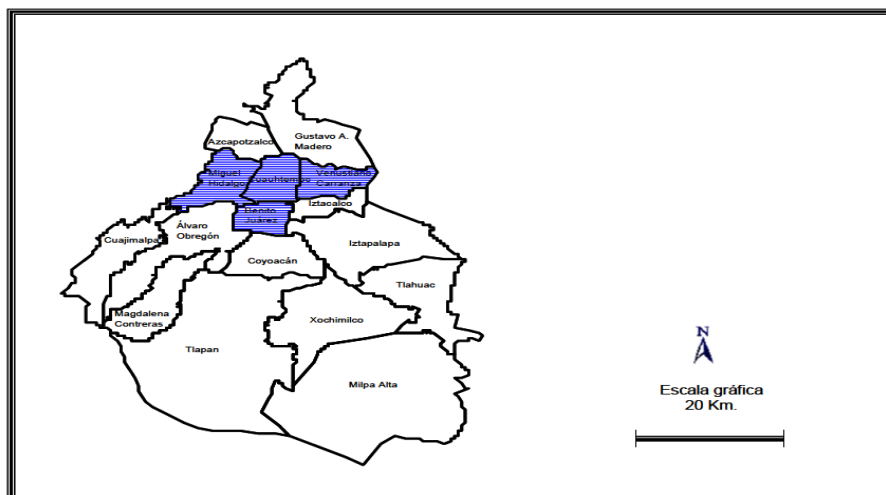 Gustavo A.
Madero
Azcapotzalco
Miguel
Hidalgo
Cuauhtemoc
Venustiano
Carranza
Iztacalco
Benito
Juárez
Álvaro
Obregón
Cuajimalpa
Iztapalapa
Coyoacán
Tlahuac
Magdalena
Contreras
Xochimilco
Tlapan
Milpa Alta
N
Escala gráfica
20 Km.